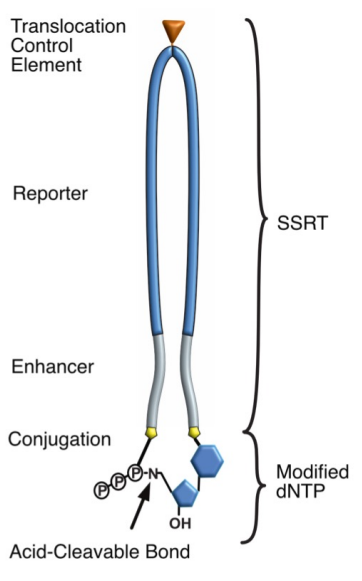 Translocation
Control
Element
Reporter
SSRT
Enhancer
Conjugation
P P P N
Modified
dNTP
OH
Acid-Cleavable Bond